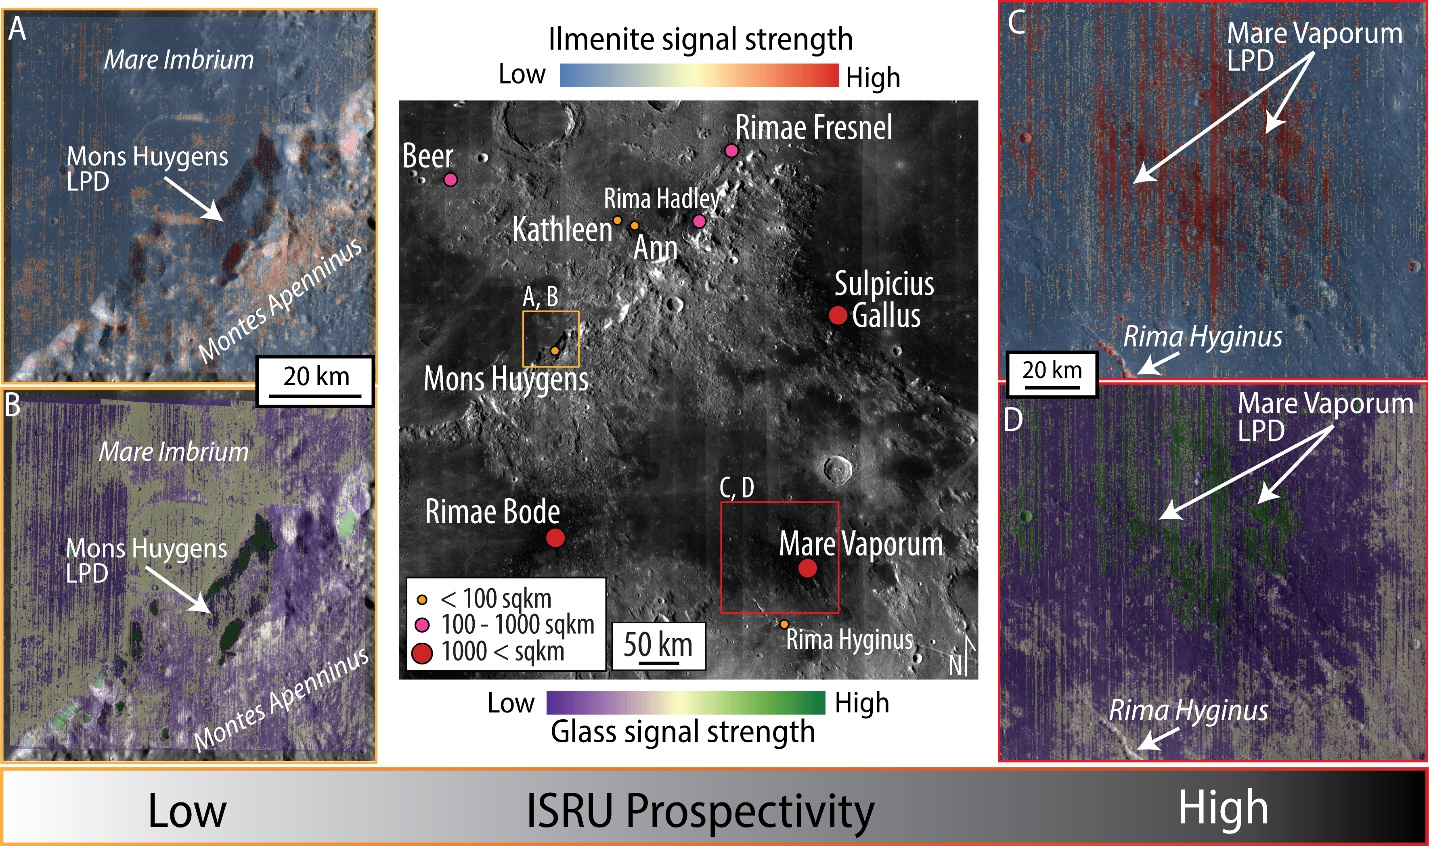 A
Mare Imbrium
Mons Huygens
LPD
Montes Apenninus
20 km
B
Mare Imbrium
Mons Huygens
LPD
Montes Apenninus
Ilmenite signal strength
Low
High
Rimae Fresnel
Beer
Rima Hadley
Kathleen
Ann
Sulpicius
Gallus
A, B
Mons Huygens
C, D
Rimae Bode
Mare Vaporum
< 100 sqkm
100 - 1000 sqkm
1000 < sqkm
50 km
Rima Hyginus
N
Low
High
Glass signal strength
C
Mare Vaporum
LPD
Rima Hyginus
20 km
D
Mare Vaporum
LPD
Rima Hyginus
Low
ISRU Prospectivity
High